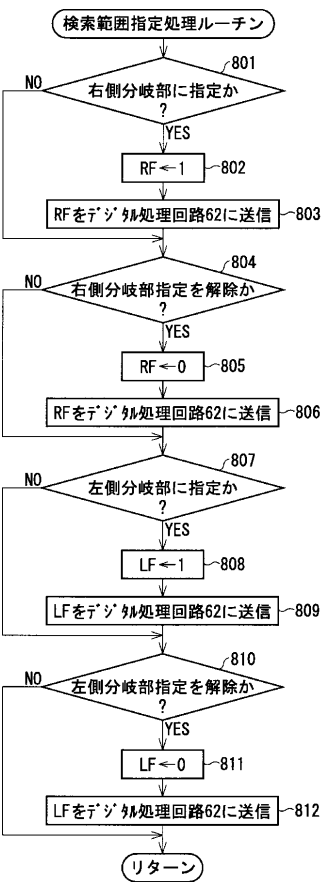 検索範囲指定処理ルーチン
801
右側分岐部に指定か
?
NO
YES
RF←1
802
RFをデジタル処理回路62に送信
803
804
右側分岐部指定を解除か
?
NO
YES
RF←0
805
RFをデジタル処理回路62に送信
806
807
左側分岐部に指定か
?
NO
YES
LF←1
808
LFをデジタル処理回路62に送信
809
810
左側分岐部指定を解除か
?
NO
YES
LF←0
811
LFをデジタル処理回路62に送信
812
リターン